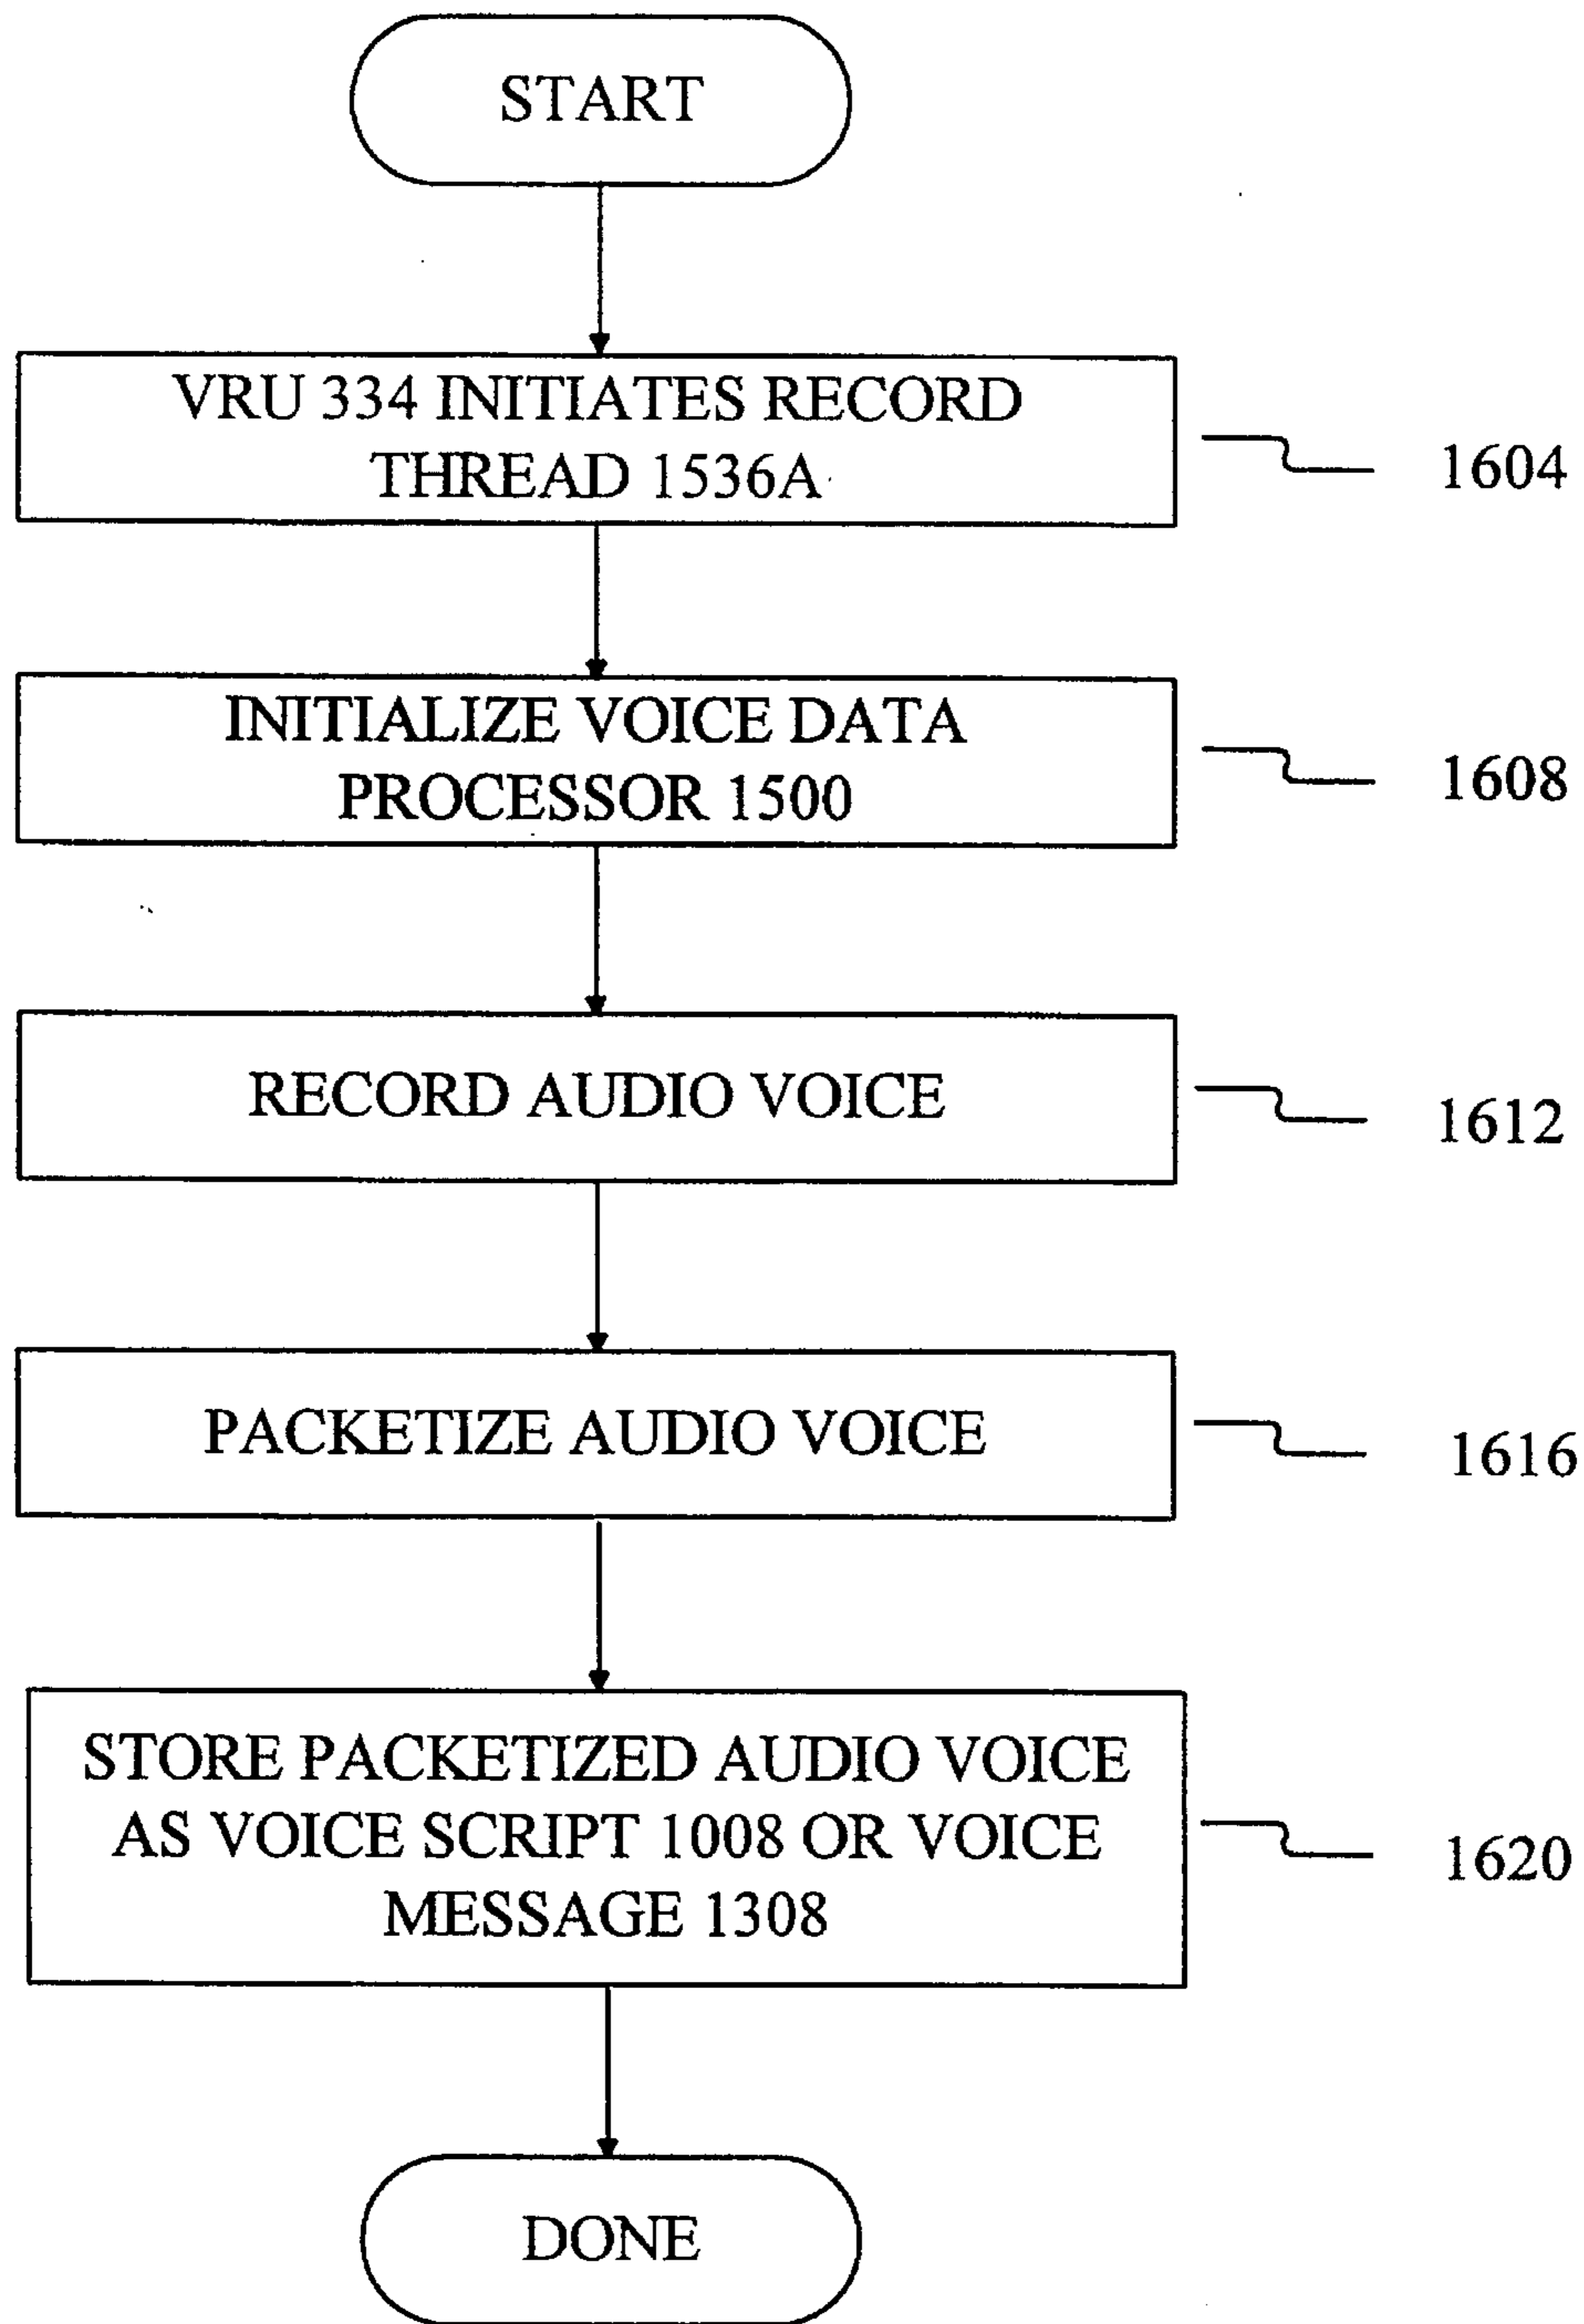 START
VRU 334 INITIATES RECORD
THREAD 1536A
1604
INITIALIZE VOICE DATA
PROCESSOR 1500
1608
RECORD AUDIO VOICE
1612
PACKETIZE AUDIO VOICE
1616
STORE PACKETIZED AUDIO VOICE
AS VOICE SCRIPT 1008 OR VOICE
MESSAGE 1308
1620
DONE